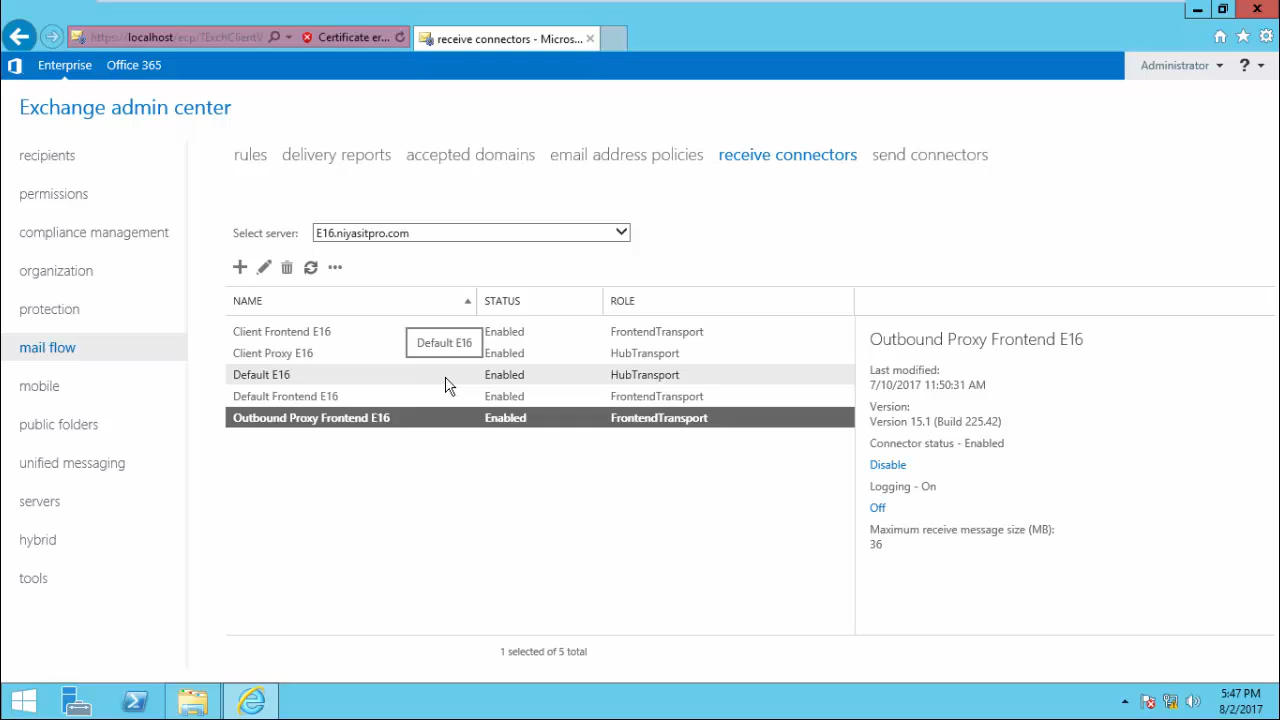 https://localhost/ecp/?ExchClientV
Certificate er...
receive connectors - Micros...
Enterprise
Office 365
Administrator
?
Exchange admin center
recipients
permissions
compliance management
organization
protection
mail flow
mobile
public folders
unified messaging
servers
hybrid
tools
rules
delivery reports
accepted domains
email address policies
receive connectors
send connectors
Select server:
E16.niyasitpro.com
NAME
STATUS
ROLE
Client Frontend E16
Enabled
FrontendTransport
Client Proxy E16
Enabled
HubTransport
Default E16
Default E16
Enabled
HubTransport
Default Frontend E16
Enabled
FrontendTransport
Outbound Proxy Frontend E16
Enabled
FrontendTransport
Outbound Proxy Frontend E16
Last modified:
7/10/2017 11:50:31 AM
Version:
Version 15.1 (Build 225.42)
Connector status - Enabled
Disable
Logging - On
Off
Maximum receive message size (MB):
36
1 selected of 5 total
5:47 PM
8/2/2017